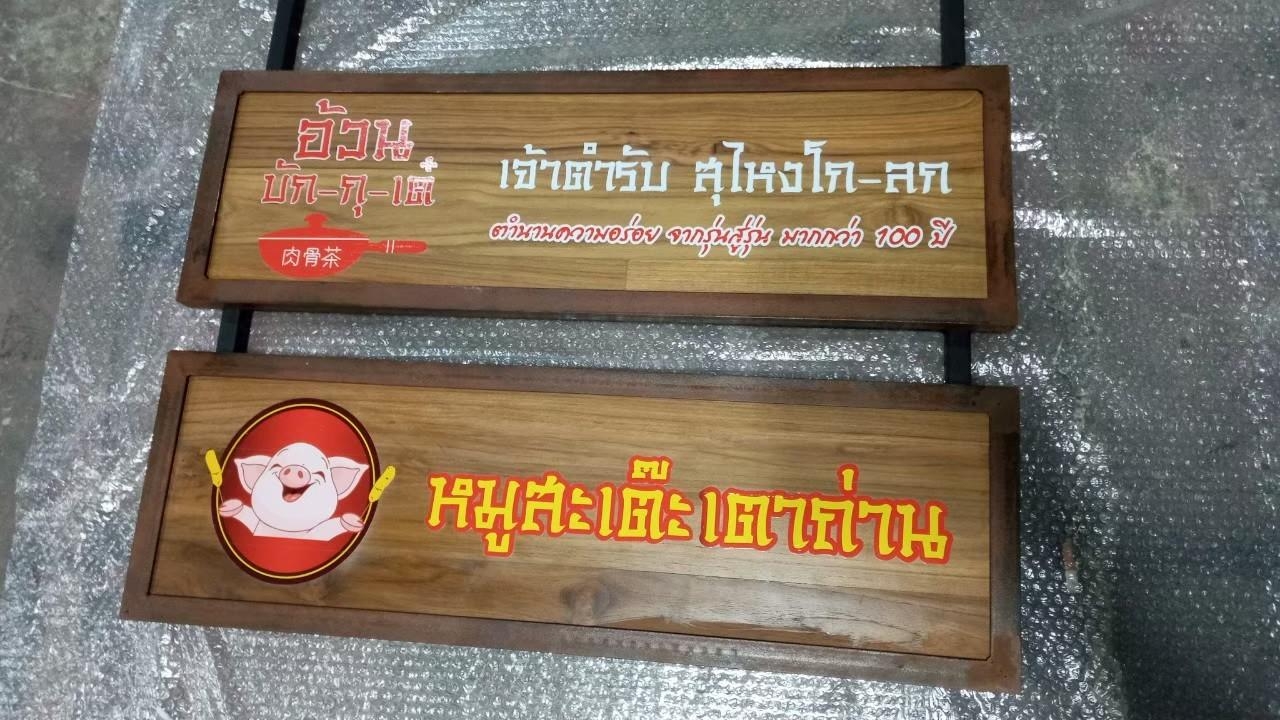 อ้วน
บัก-กุ-เต๋
肉骨茶
เจ้าตำรับ สุไหงโก-ลก
ตำนานความอร่อย จากรุ่นสู่รุ่น มากกว่า 100 ปี
หมูสะเต๊ะเตาถ่าน